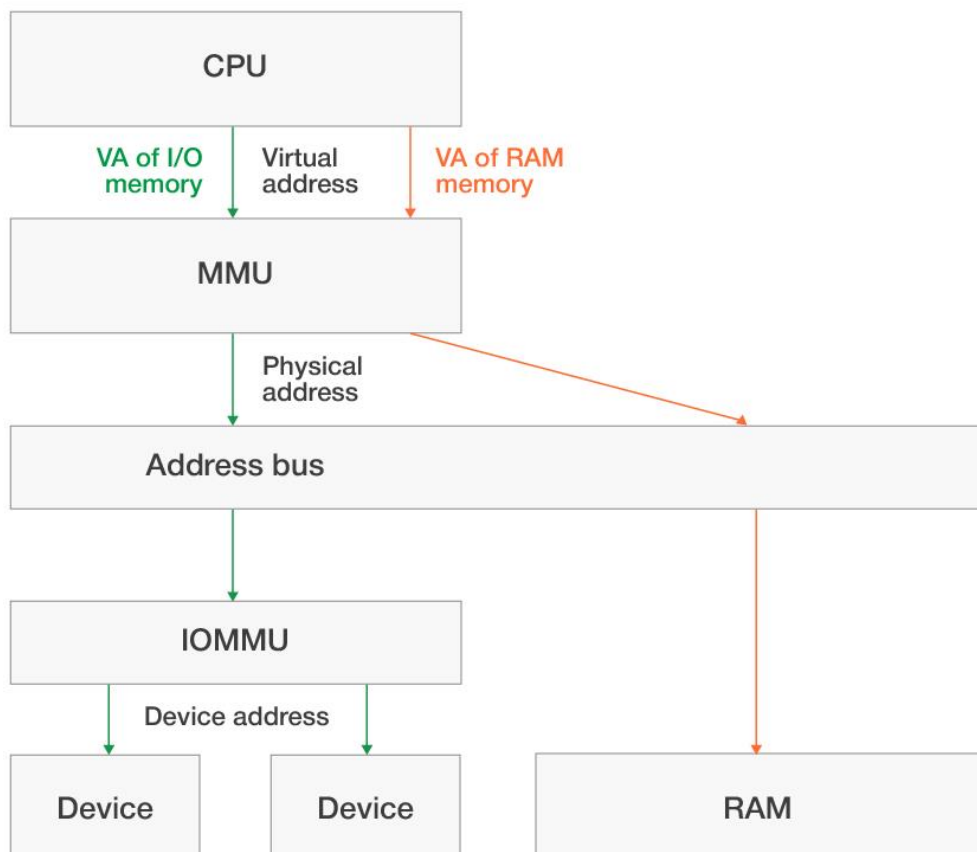 CPU
VA of I/O
memory
Virtual
address
VA of RAM
memory
MMU
Physical
address
Address bus
IOMMU
Device address
Device
Device
RAM